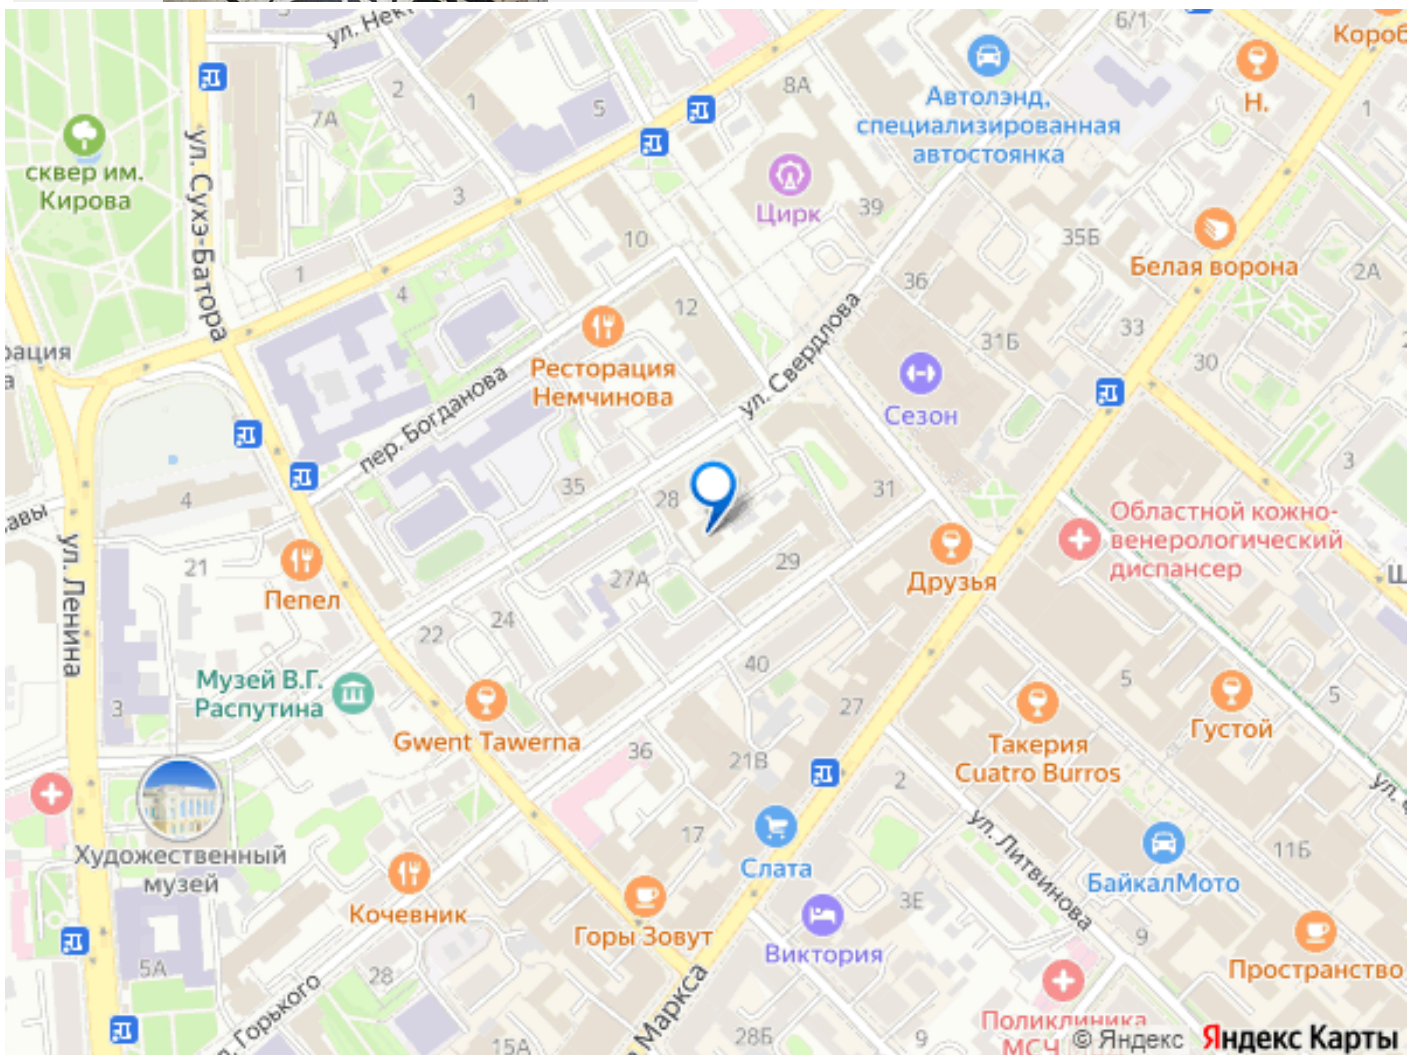 ул. Нек
6/1
Короб
2
1
5
8А
7А
Н.
1
Автолэнд,
специализированная
автостоянка
сквер им.
Кирова
ул. Сухэ-Батора
3
Цирк
39
10
35Б
Белая ворона
2А
1
4
36
12
33
31Б
30
рация
Ресторация
Немчинова
ул. Свердлова
Сезон
пер. Богданова
3
35
28
31
4
авы
Областной кожно-
венерологический
диспансер
ул. Ленина
21
Пепел
27А
29
Друзья
Ш
22
24
40
5
5
Музей В.Г.
Распутина
3
Gwent Tawerna
27
Густой
36
21В
Такерия
Cuatro Burros
2
ул.
17
ул. Литвинова
Художественный
музей
Слата
БайкалМото
11Б
Кочевник
Горы Зовут
3Е
Виктория
9
5А
28
Пространство
Горького
Маркса
15А
28Б
9
Поликлиника
МСЧ
© Яндекс Яндекс Карты